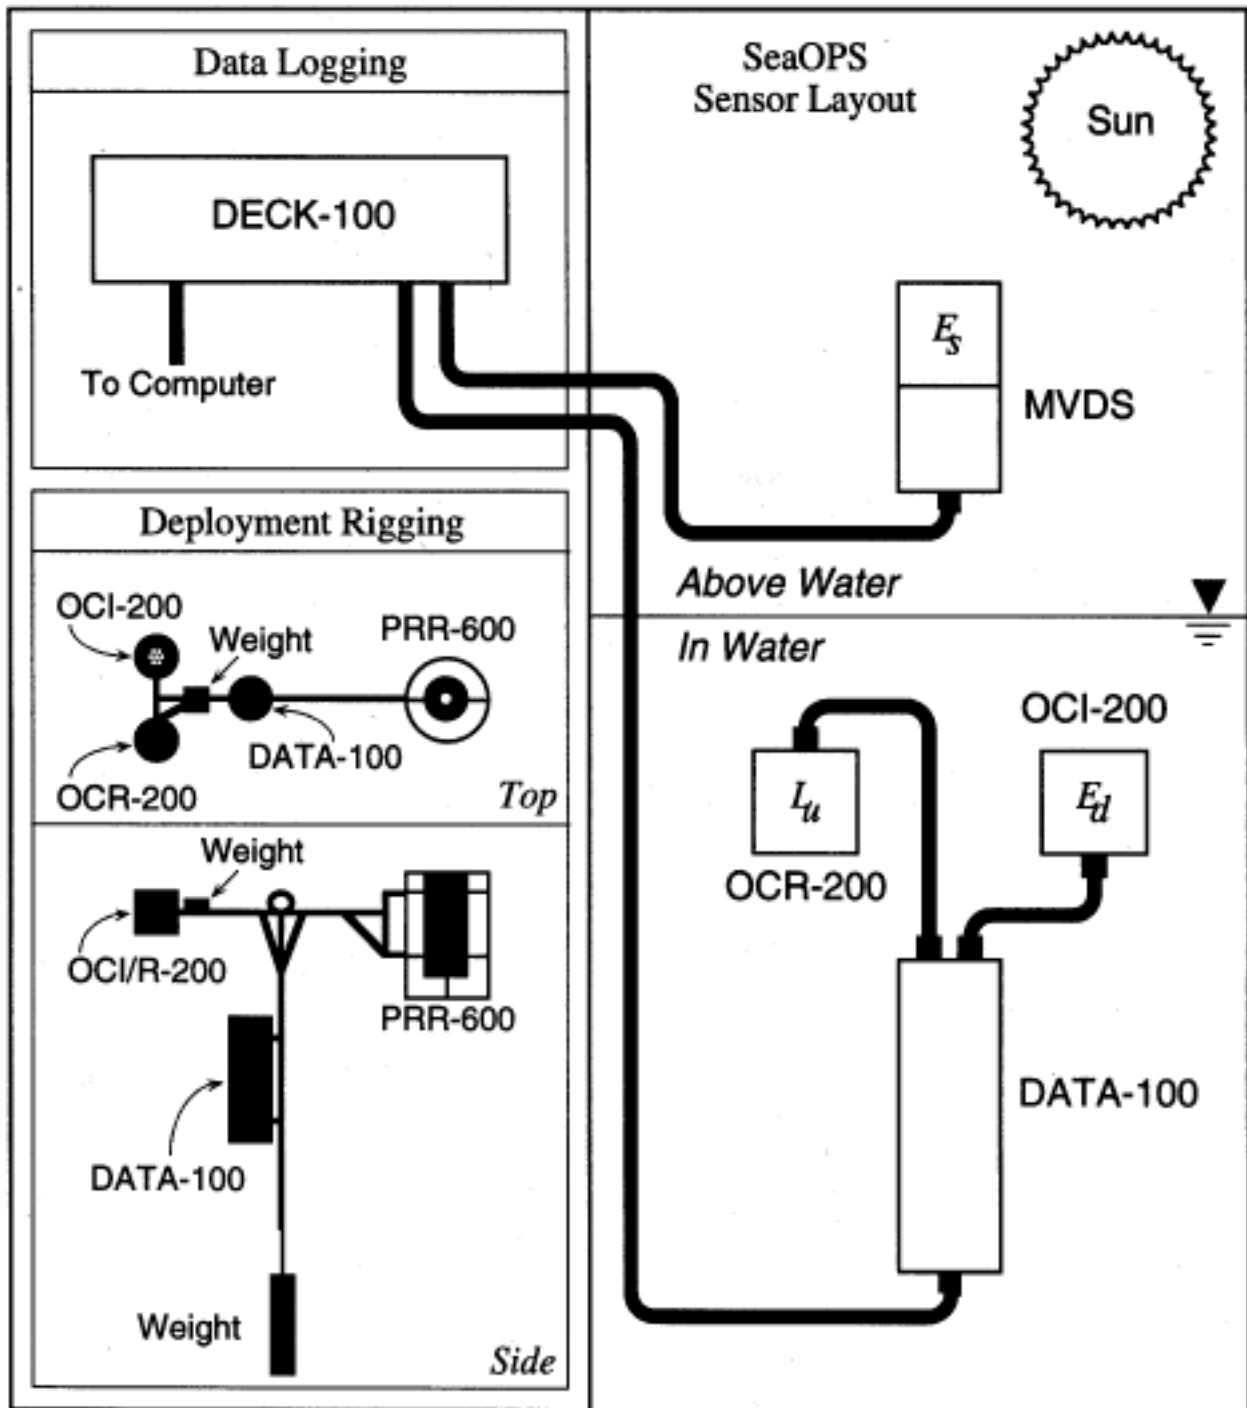 Data Logging
DECK-100
To Computer
Deployment Rigging
OCI-200
Weight
PRR-600
DATA-100
OCR-200
Top
Weight
OCI/R-200
PRR-600
DATA-100
Weight
Side
SeaOPS
Sensor Layout
Sun
Es
MVDS
Above Water
In Water
OCI-200
Lu
Ed
OCR-200
DATA-100